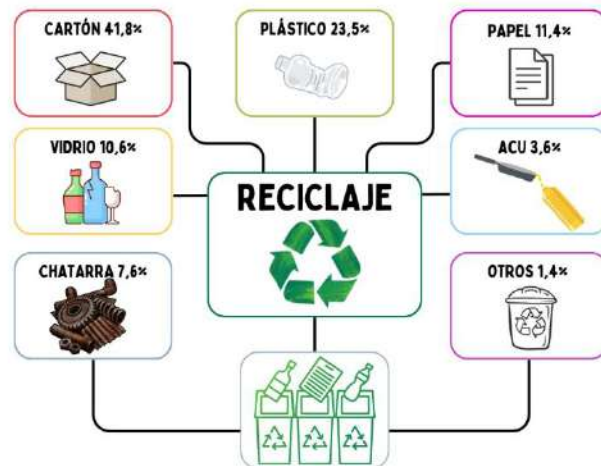 CARTÓN 41,8%
PLÁSTICO 23,5%
PAPEL 11,4%
VIDRIO 10,6%
RECICLAJE
ACU 3,6%
CHATARRA 7,6%
OTROS 1,4%